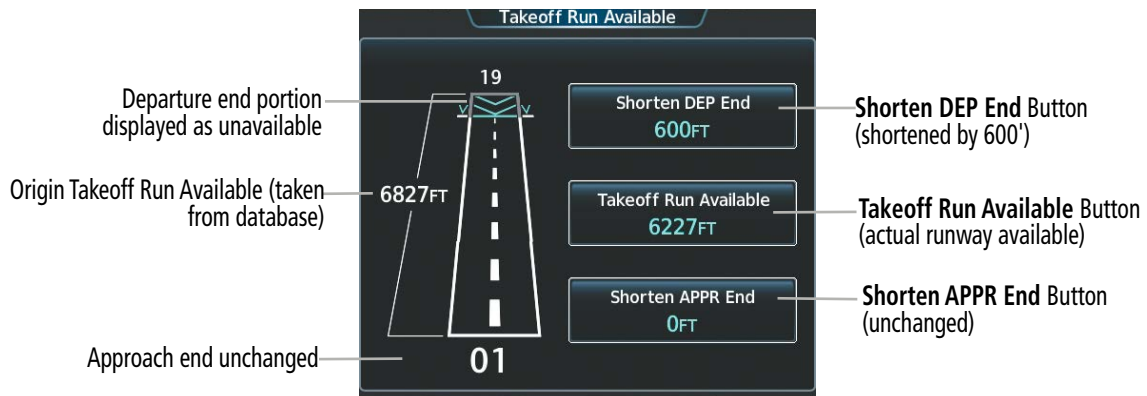 Takeoff Run Available
19
Departure end portion
displayed as unavailable
Shorten DEP End
600FT
Shorten DEP End Button
(shortened by 600')
Origin Takeoff Run Available (taken
from database)
6827FT
Takeoff Run Available
6227FT
Takeoff Run Available Button
(actual runway available)
Shorten APPR End
0FT
Shorten APPR End Button
(unchanged)
Approach end unchanged
01